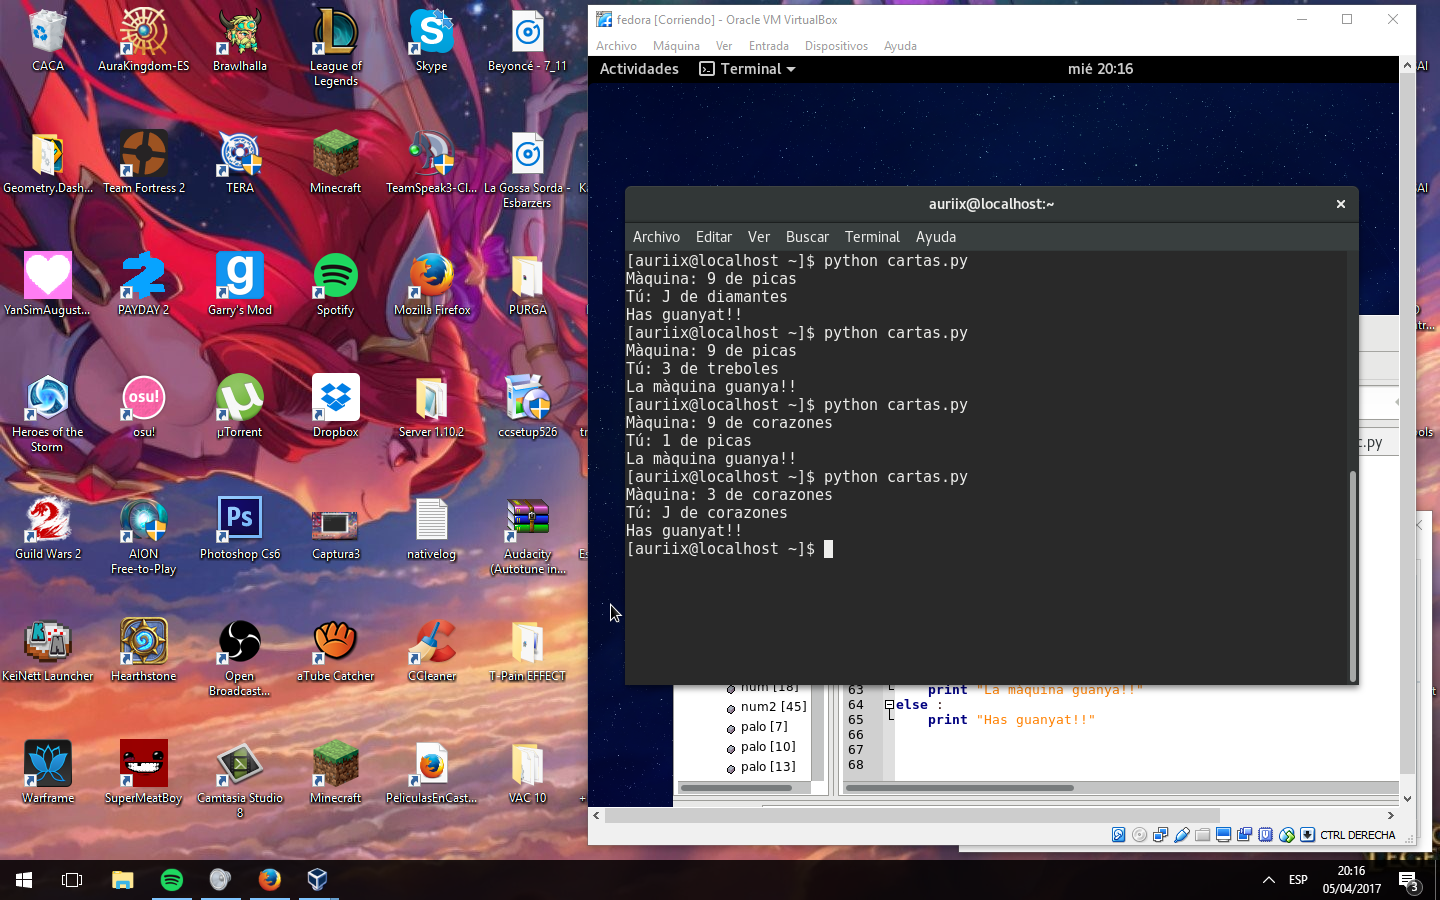 CACA
AuraKingdom-ES
Brawlhalla
League of
Legends
Skype
Beyoncé - 7_11
Geometry.Dash...
Team Fortress 2
TERA
Minecraft
TeamSpeak3-Cl...
La Gossa Sorda -
Esbarzers
YanSimAugust...
PAYDAY 2
Garry's Mod
Spotify
Mozilla Firefox
PURGA
Heroes of the
Storm
osu!
osu!
µTorrent
Dropbox
Server 1.10.2
ccsetup526
Guild Wars 2
AION
Free-to-Play
Ps
Photoshop Cs6
Captura3
nativelog
Audacity
(Autotune in...
KeiNett Launcher
Hearthstone
Open
Broadcast...
aTube Catcher
CCleaner
T-Pain EFFECT
Warframe
SuperMeatBoy
Camtasia Studio
8
Minecraft
PeliculasEnCast...
VAC 10
fedora [Corriendo] - Oracle VM VirtualBox
Archivo Máquina Ver Entrada Dispositivos Ayuda
Actividades Terminal mié 20:16
auriix@localhost:~
Archivo Editar Ver Buscar Terminal Ayuda
[auriix@localhost ~]$ python cartas.py
Màquina: 9 de picas
Tú: J de diamantes
Has guanyat!!
[auriix@localhost ~]$ python cartas.py
Màquina: 9 de picas
Tú: 3 de treboles
La màquina guanya!!
[auriix@localhost ~]$ python cartas.py
Màquina: 9 de corazones
Tú: 1 de picas
La màquina guanya!!
[auriix@localhost ~]$ python cartas.py
Màquina: 3 de corazones
Tú: J de corazones
Has guanyat!!
[auriix@localhost ~]$
c.py
num [18]
num2 [45]
palo [7]
palo [10]
palo [13]
63 print "La màquina guanya!!"
64 else :
65 print "Has guanyat!!"
66
67
68
CTRL DERECHA
ESP
20:16
05/04/2017
3